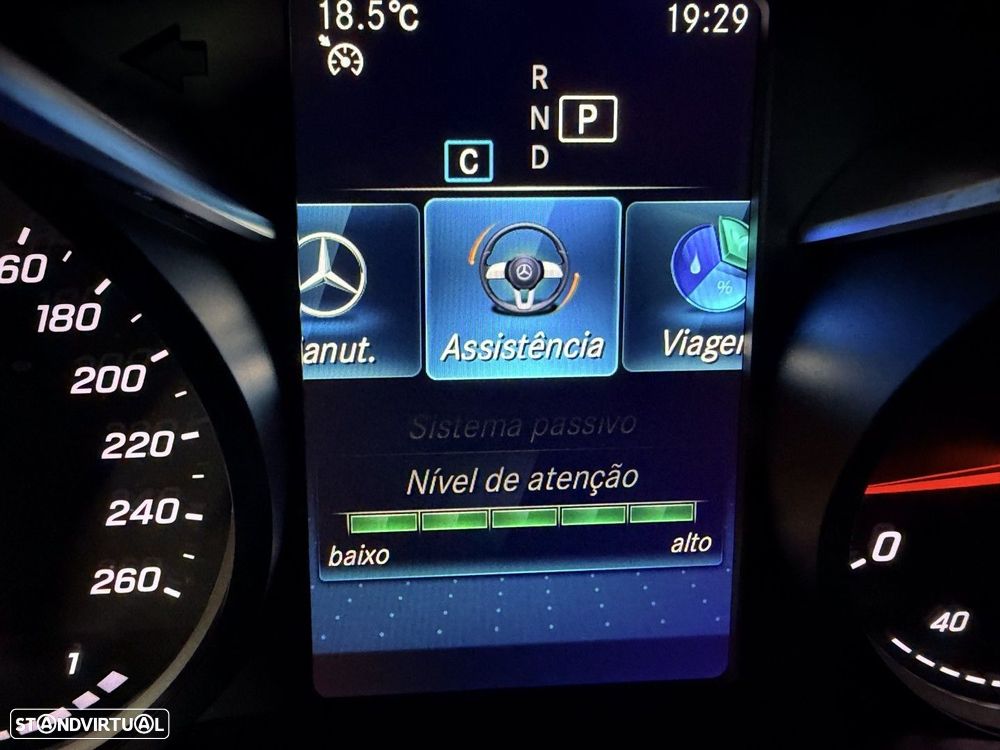 18.5°C 19:29
R
N P
C D
anut. Assistência Viagem
Sistema passivo
Nível de atenção
baixo alto
60
180
200
220
240
260
1
0
40
%
STANDVIRTUAL